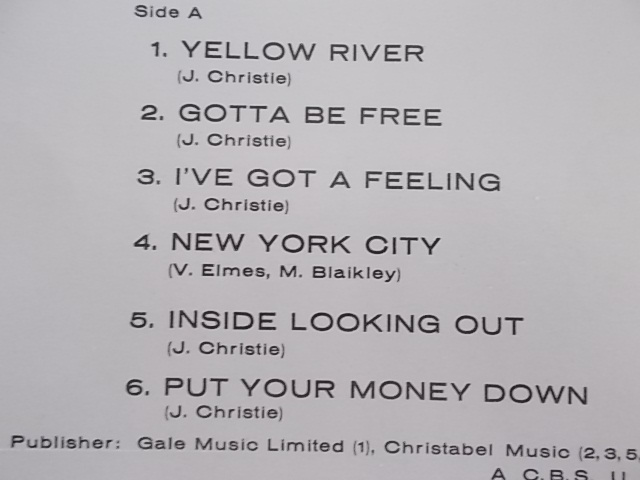 Side A
1. YELLOW RIVER
(J. Christie)
2. GOTTA BE FREE
(J. Christie)
3. I'VE GOT A FEELING
(J. Christie)
4. NEW YORK CITY
(V. Elmes, M. Blaikley)
5. INSIDE LOOKING OUT
(J. Christie)
6. PUT YOUR MONEY DOWN
(J. Christie)
Publisher: Gale Music Limited (1), Christabel Music (2, 3, 5,
A C.B.S.